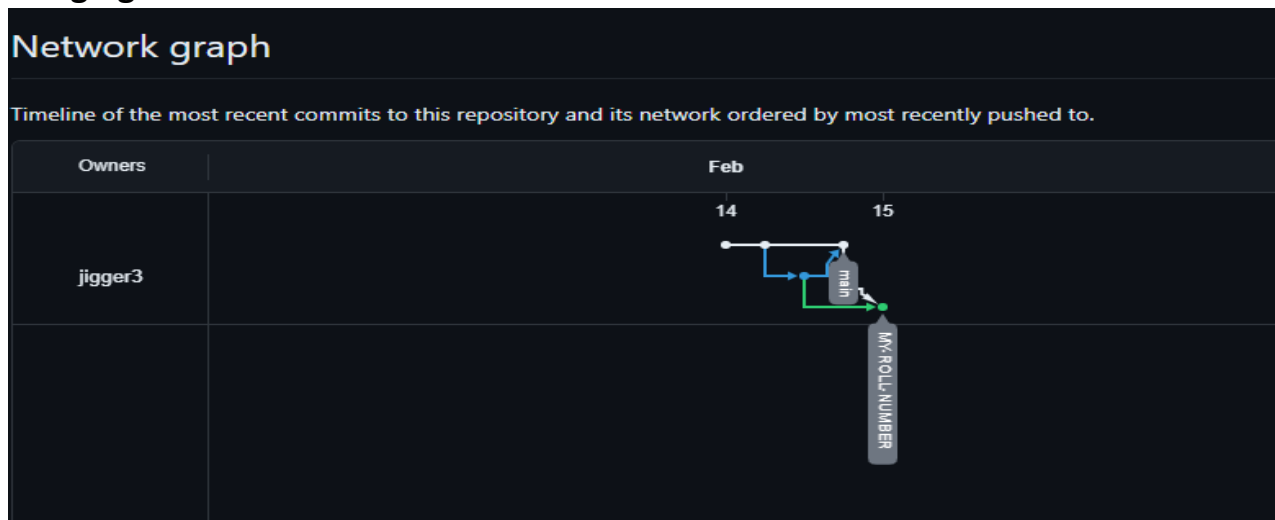 Network graph
Timeline of the most recent commits to this repository and its network ordered by most recently pushed to.
Owners
Feb
14 15
jigger3
main
MY-ROLL-NUMBER